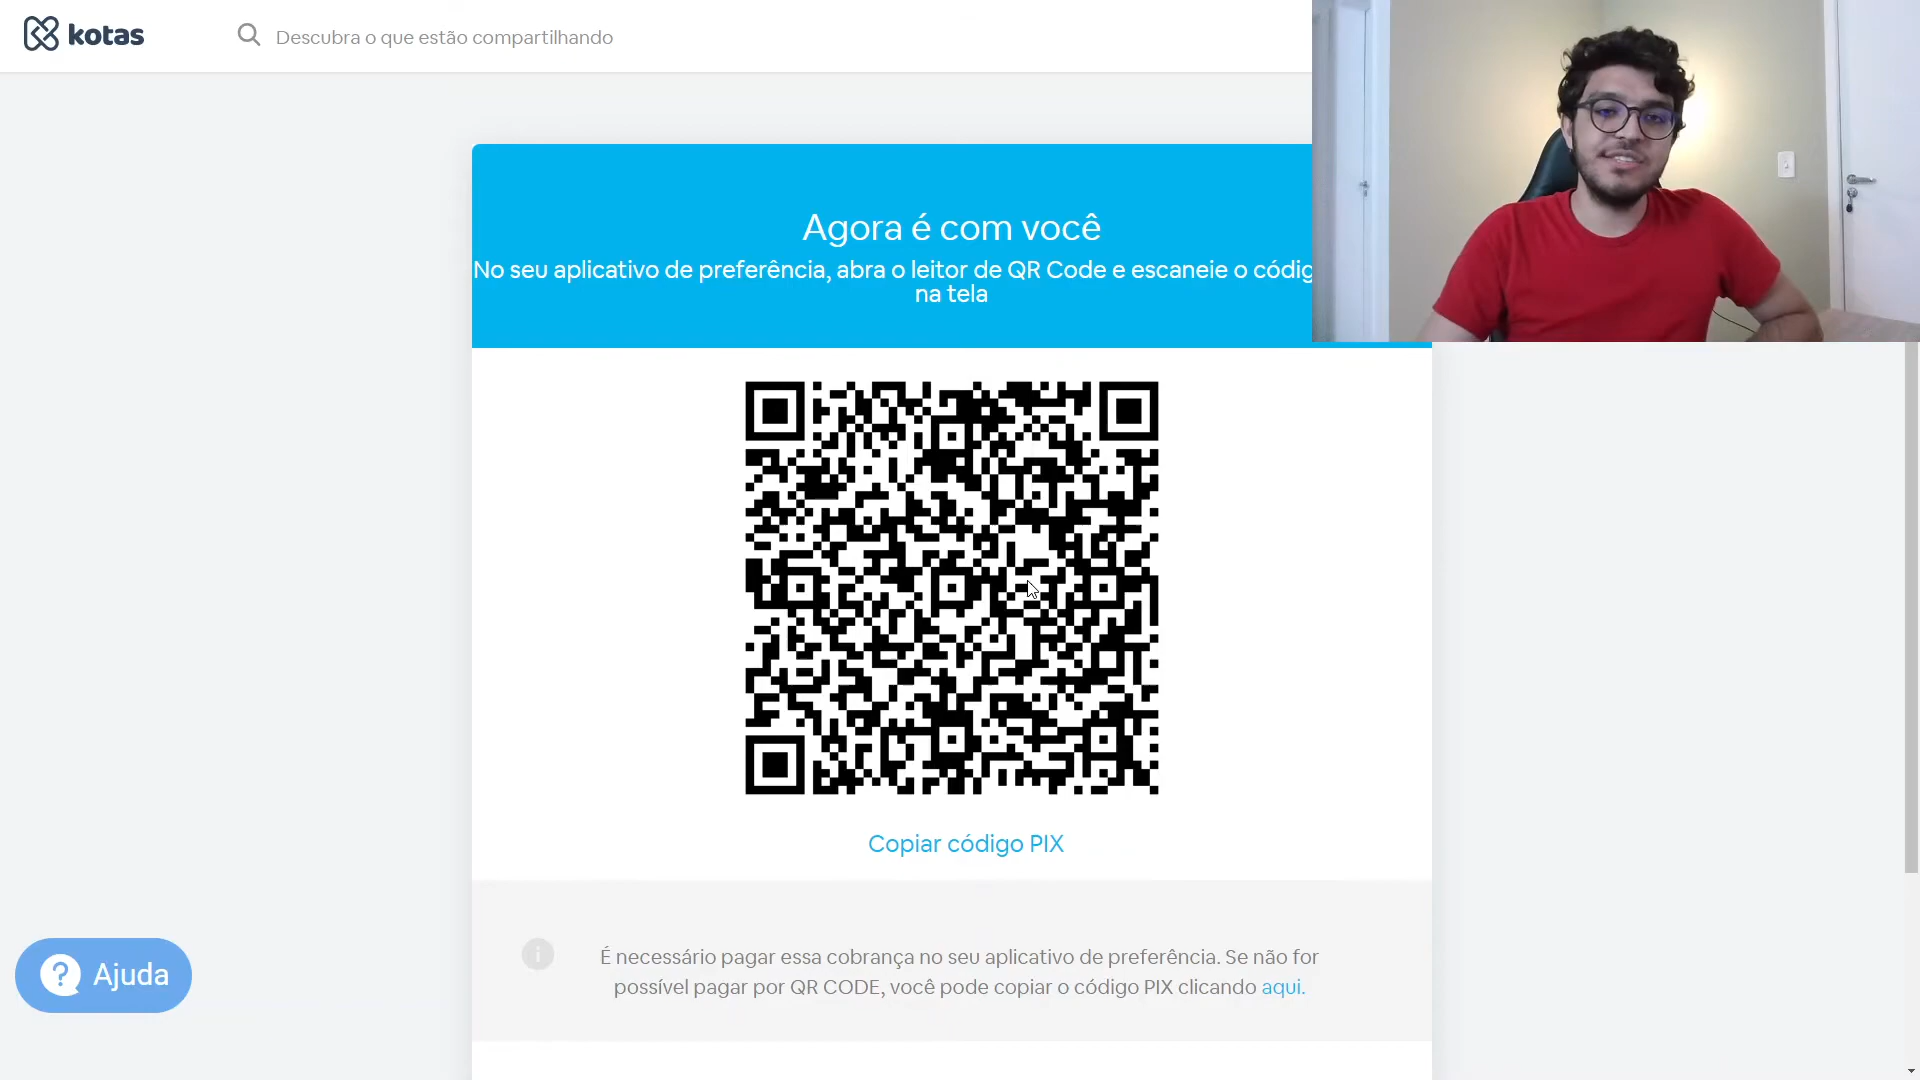 kotas
Descubra o que estão compartilhando
Agora é com você
No seu aplicativo de preferência, abra o leitor de QR Code e escaneie o códig
na tela
Copiar código PIX
É necessário pagar essa cobrança no seu aplicativo de preferência. Se não for
possível pagar por QR CODE, você pode copiar o código PIX clicando aqui.
Ajuda